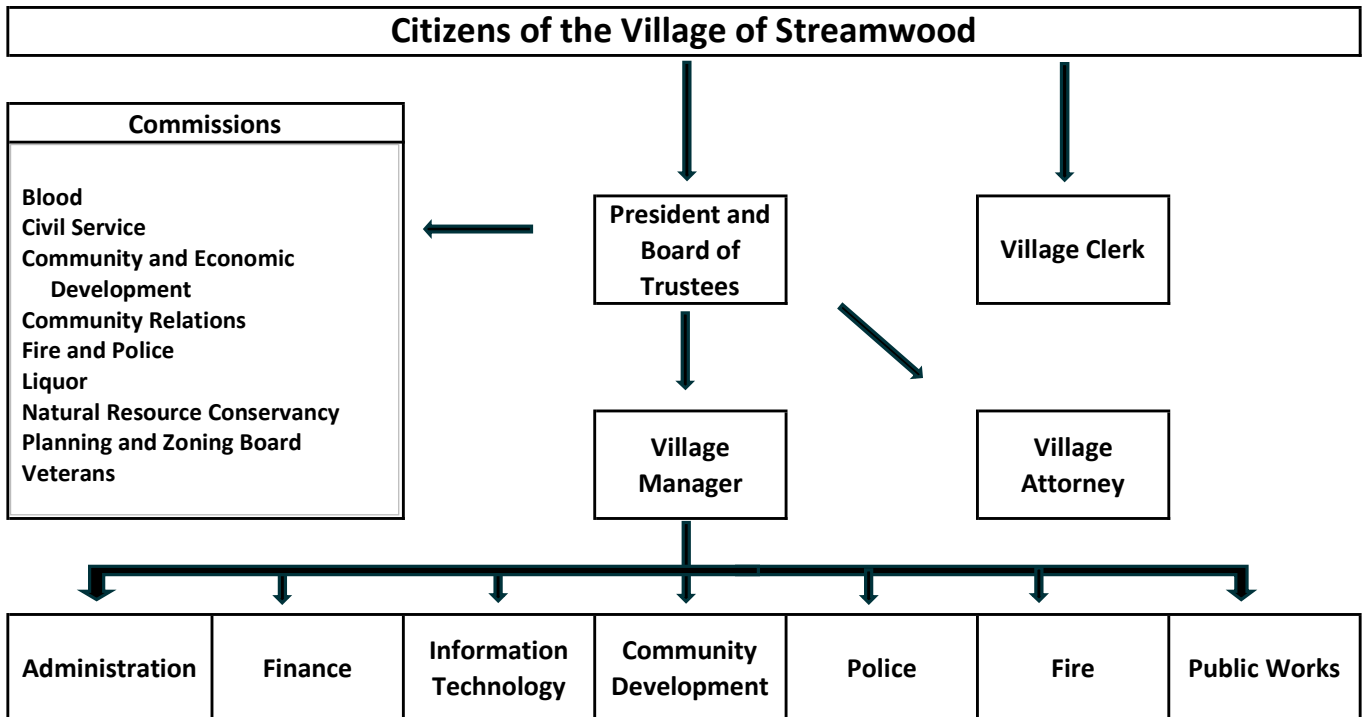 Citizens of the Village of Streamwood
Commissions
Blood
Civil Service
Community and Economic
Development
Community Relations
Fire and Police
Liquor
Natural Resource Conservancy
Planning and Zoning Board
Veterans
President and
Board of
Trustees
Village Clerk
Village
Manager
Village
Attorney
Administration
Finance
Information
Technology
Community
Development
Police
Fire
Public Works